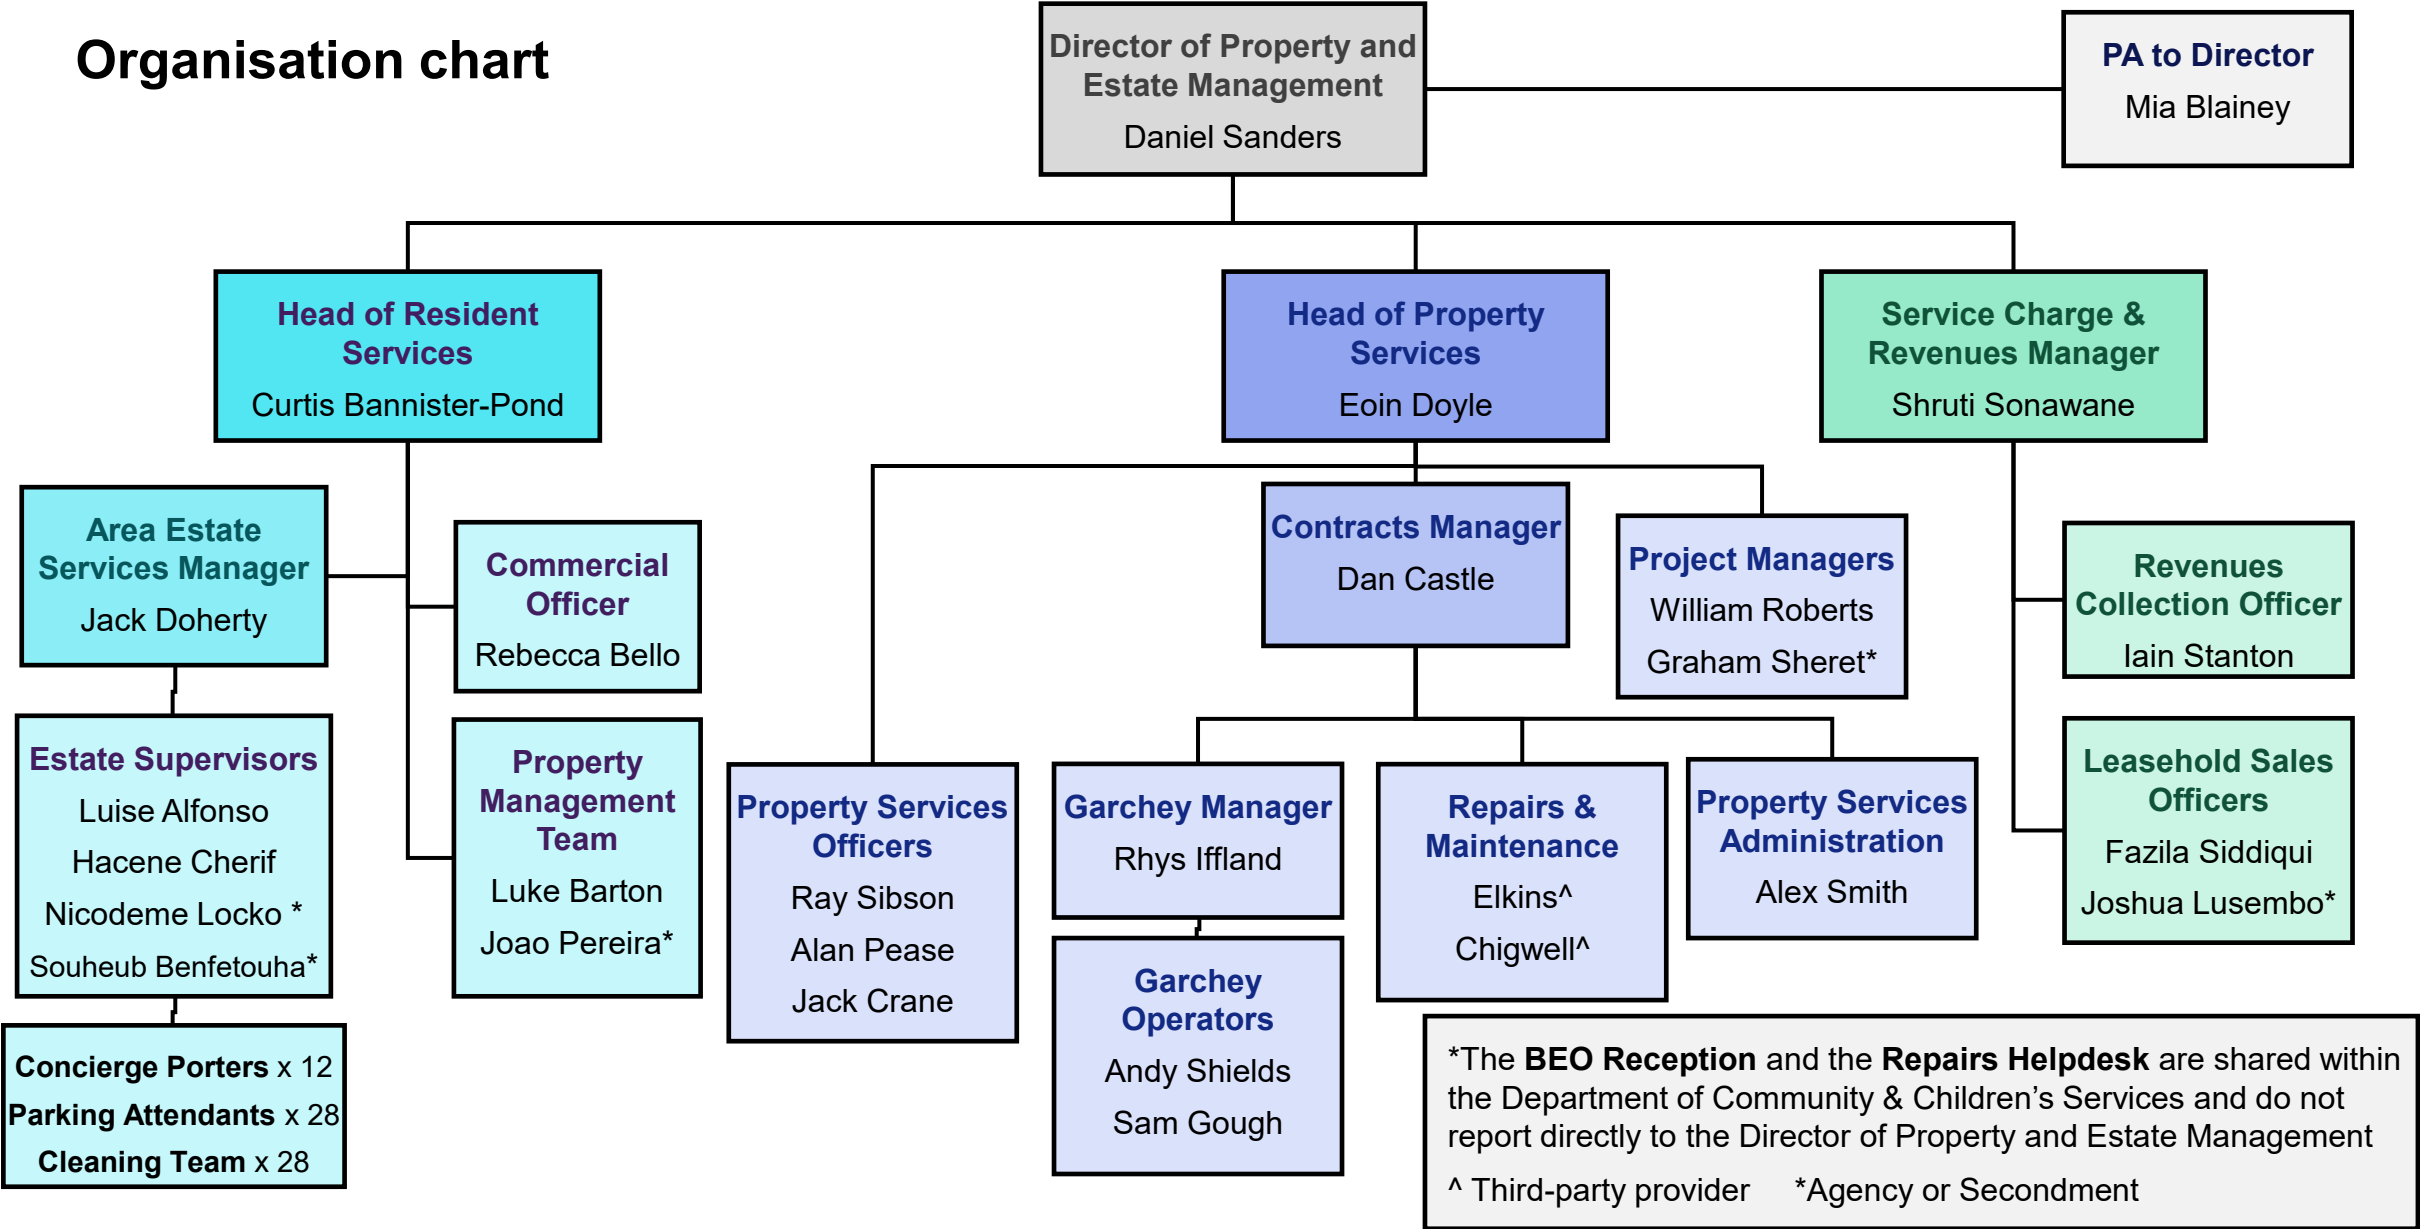 Organisation chart
Director of Property and
Estate Management
Daniel Sanders
PA to Director
Mia Blainey
Head of Resident
Services
Curtis Bannister-Pond
Head of Property
Services
Eoin Doyle
Service Charge &
Revenues Manager
Shruti Sonawane
Area Estate
Services Manager
Jack Doherty
Commercial
Officer
Rebecca Bello
Contracts Manager
Dan Castle
Project Managers
William Roberts
Graham Sheret*
Revenues
Collection Officer
Iain Stanton
Estate Supervisors
Luise Alfonso
Hacene Cherif
Nicodeme Locko *
Souheub Benfetouha*
Property
Management
Team
Luke Barton
Joao Pereira*
Property Services
Officers
Ray Sibson
Alan Pease
Jack Crane
Garchey Manager
Rhys Iffland
Repairs &
Maintenance
Elkins^
Chigwell^
Property Services
Administration
Alex Smith
Leasehold Sales
Officers
Fazila Siddiqui
Joshua Lusembo*
Garchey
Operators
Andy Shields
Sam Gough
Concierge Porters x 12
Parking Attendants x 28
Cleaning Team x 28
*The BEO Reception and the Repairs Helpdesk are shared within
the Department of Community & Children’s Services and do not
report directly to the Director of Property and Estate Management
^ Third-party provider *Agency or Secondment